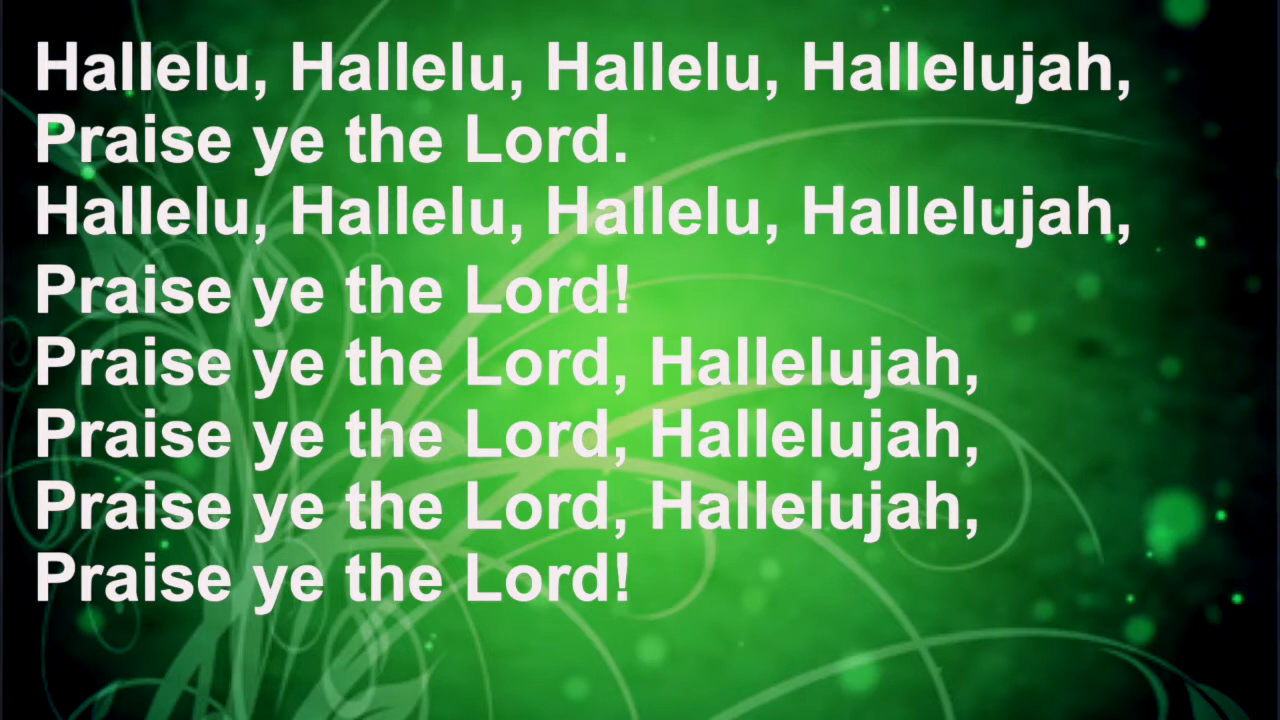 Hallelu, Hallelu, Hallelu, Hallelujah,
Praise ye the Lord.
Hallelu, Hallelu, Hallelu, Hallelujah,
Praise ye the Lord!
Praise ye the Lord, Hallelujah,
Praise ye the Lord, Hallelujah,
Praise ye the Lord, Hallelujah,
Praise ye the Lord!